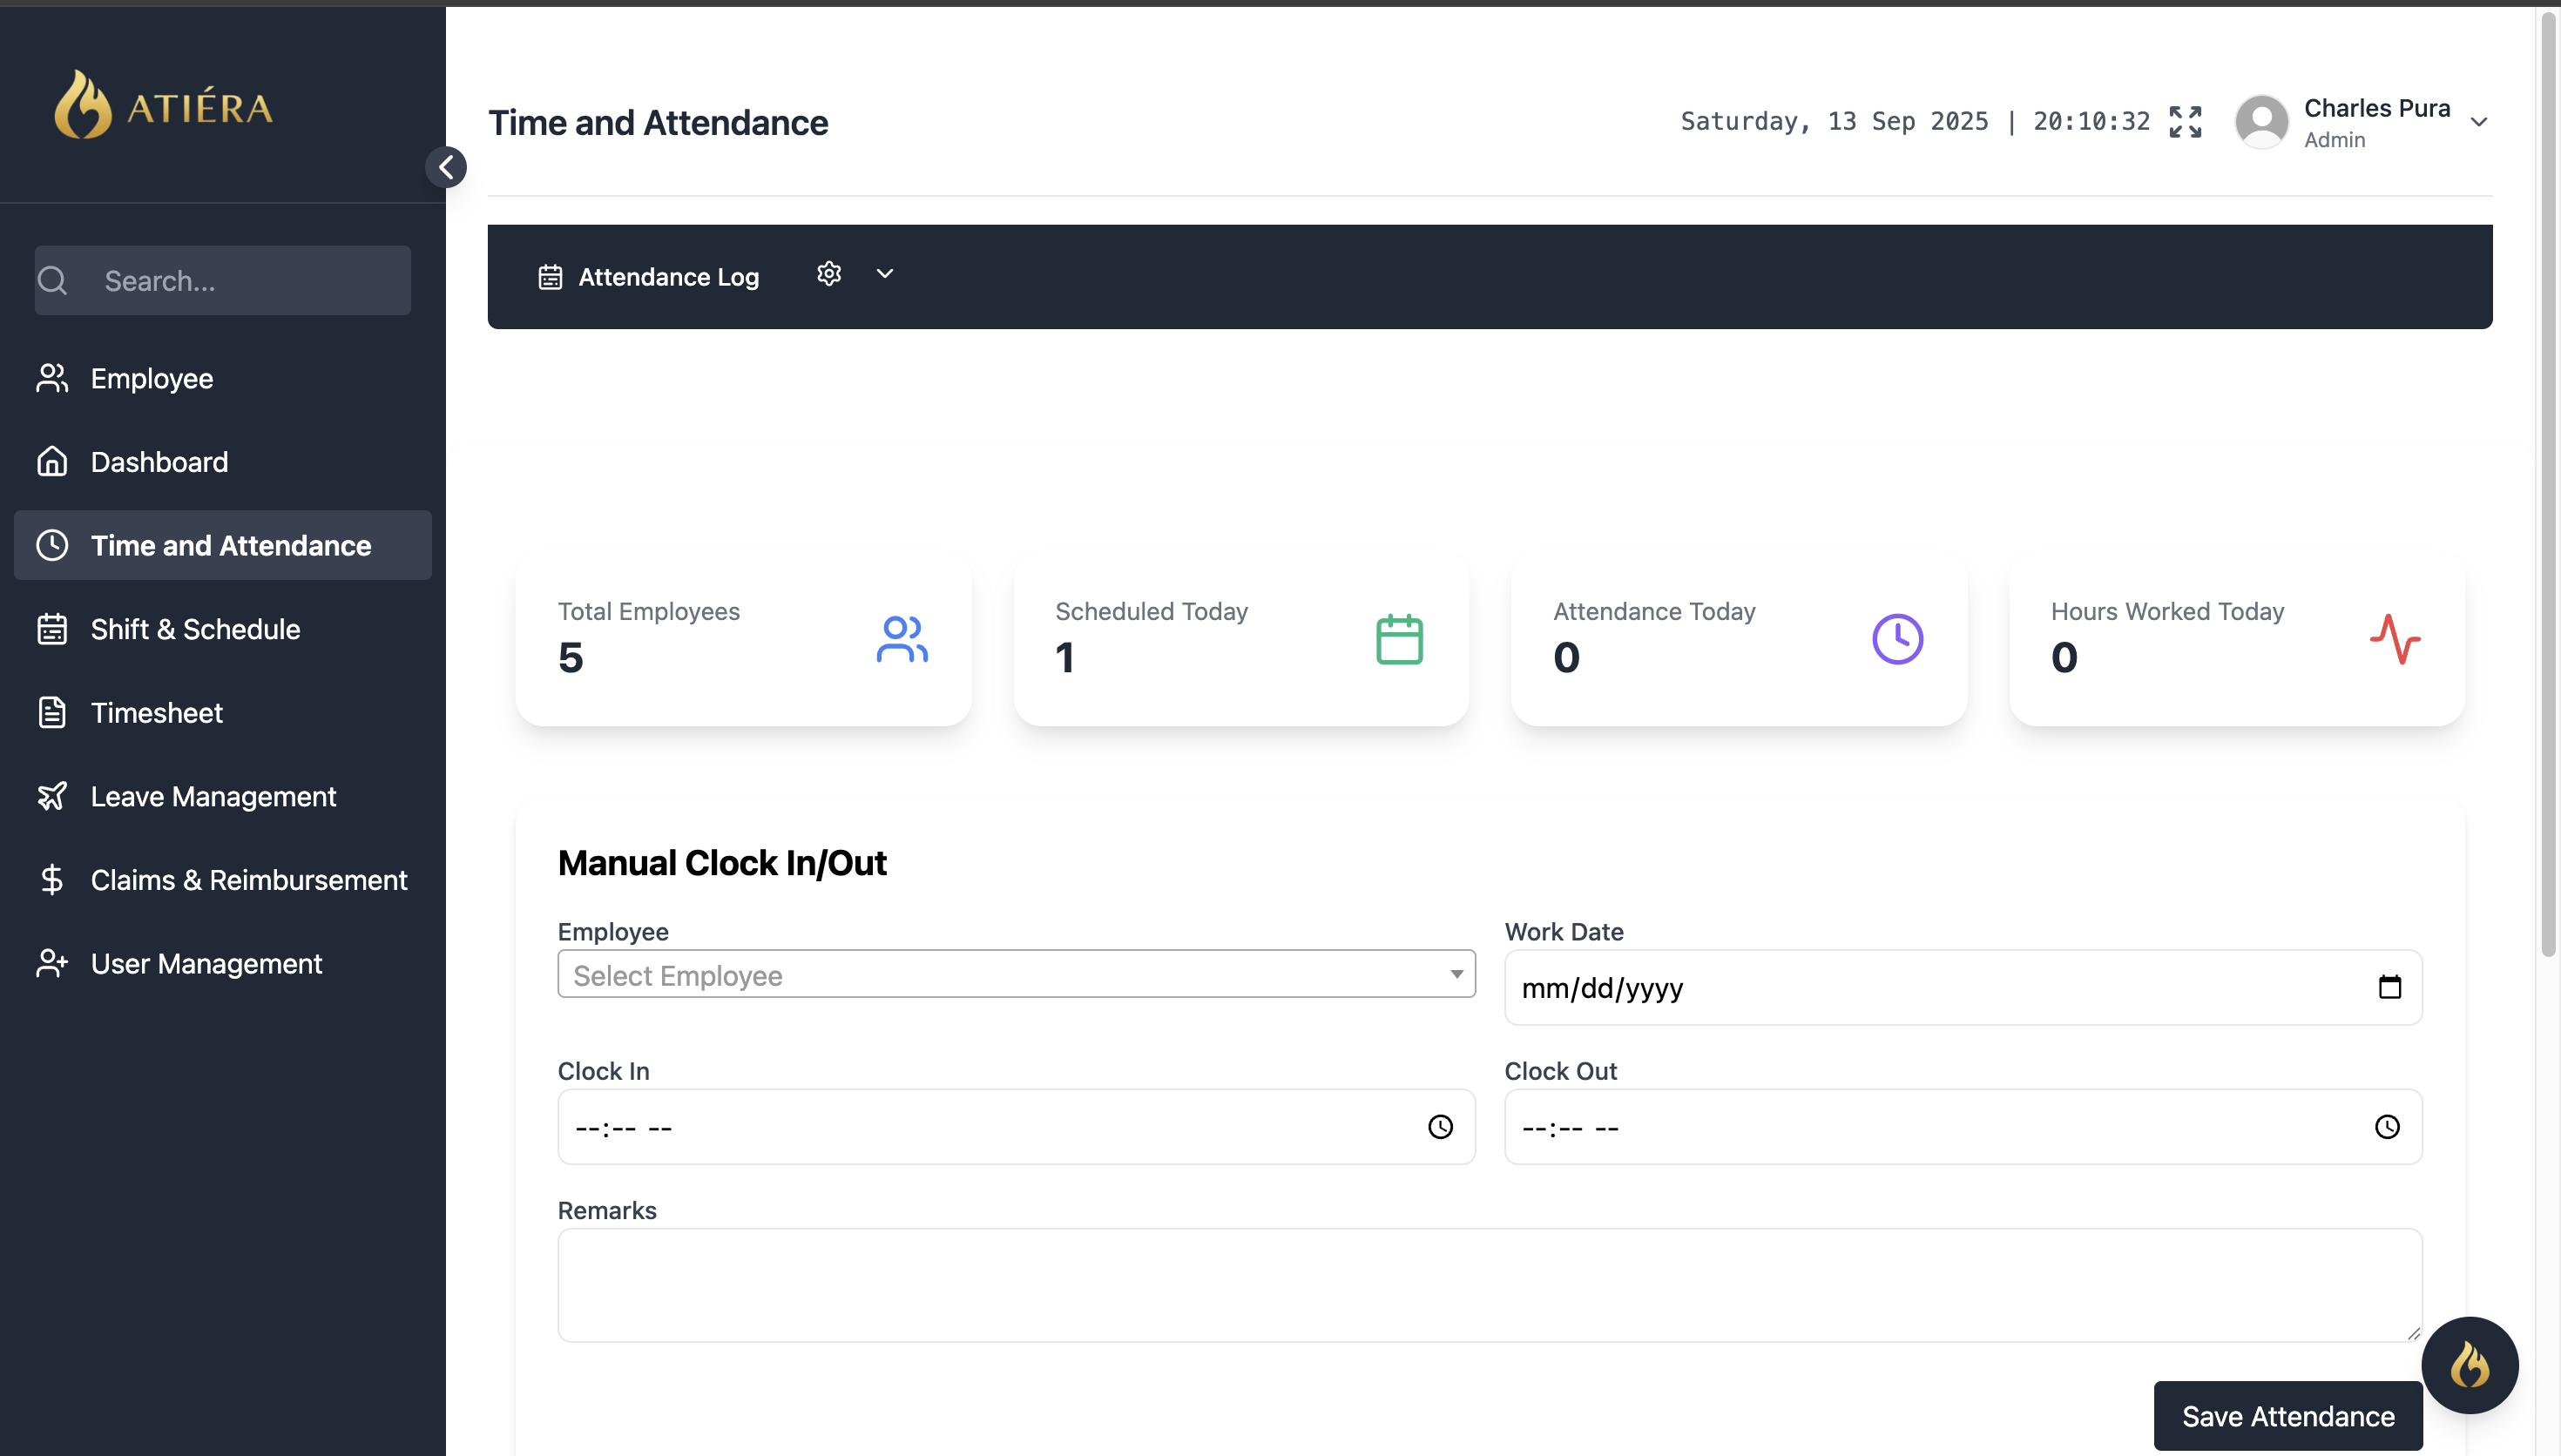 ATIÉRA
Search...
Employee
Dashboard
Time and Attendance
Shift & Schedule
Timesheet
Leave Management
Claims & Reimbursement
User Management
Time and Attendance
Saturday, 13 Sep 2025 | 20:10:32
Charles Pura
Admin
Attendance Log
Total Employees
5
Scheduled Today
1
Attendance Today
0
Hours Worked Today
0
Manual Clock In/Out
Employee
Select Employee
Work Date
mm/dd/yyyy
Clock In
--:-- --
Clock Out
--:-- --
Remarks
Save Attendance